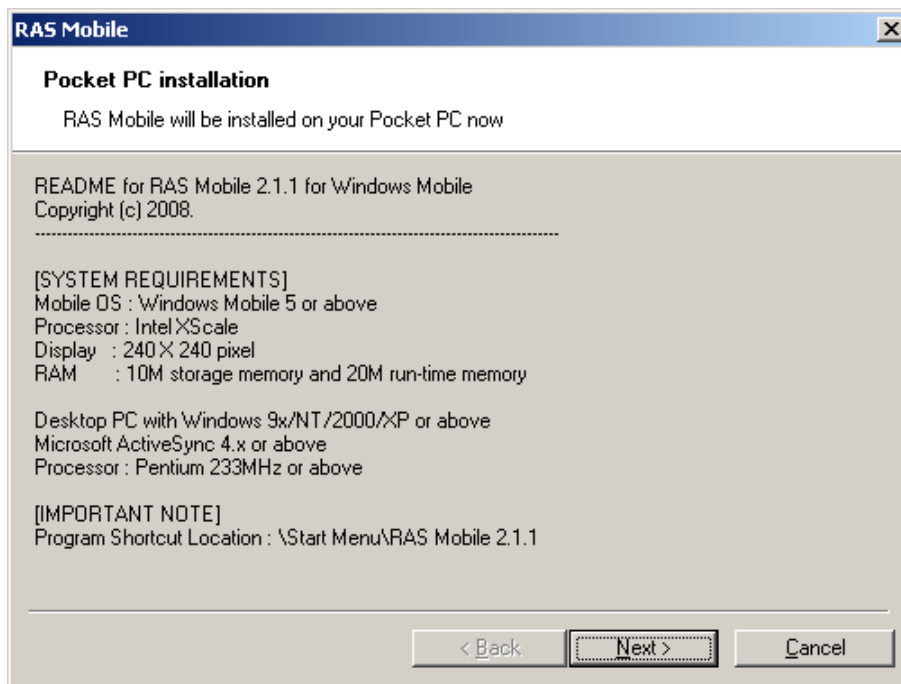 RAS Mobile
Pocket PC installation
RAS Mobile will be installed on your Pocket PC now
README for RAS Mobile 2.1.1 for Windows Mobile
Copyright (c) 2008.
-----------------------------------------------------------------------------------------------
[SYSTEM REQUIREMENTS]
Mobile OS : Windows Mobile 5 or above
Processor : Intel XScale
Display : 240 X 240 pixel
RAM : 10M storage memory and 20M run-time memory
Desktop PC with Windows 9x/NT/2000/XP or above
Microsoft ActiveSync 4.x or above
Processor : Pentium 233MHz or above
[IMPORTANT NOTE]
Program Shortcut Location : \Start Menu\RAS Mobile 2.1.1
< Back Next > Cancel